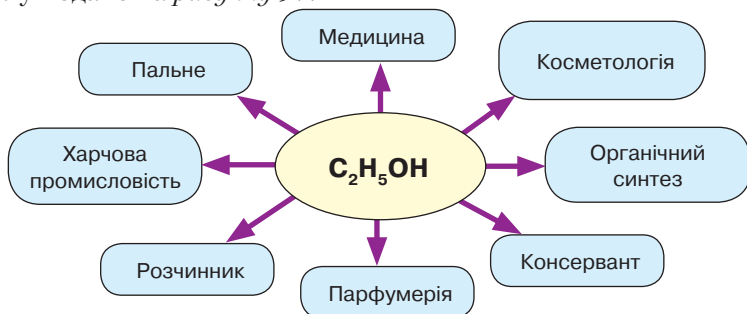 Медицина
Пальне
Косметологія
Харчова
промисловість
C₂H₅OH
Органічний
синтез
Розчинник
Консервант
Парфумерія